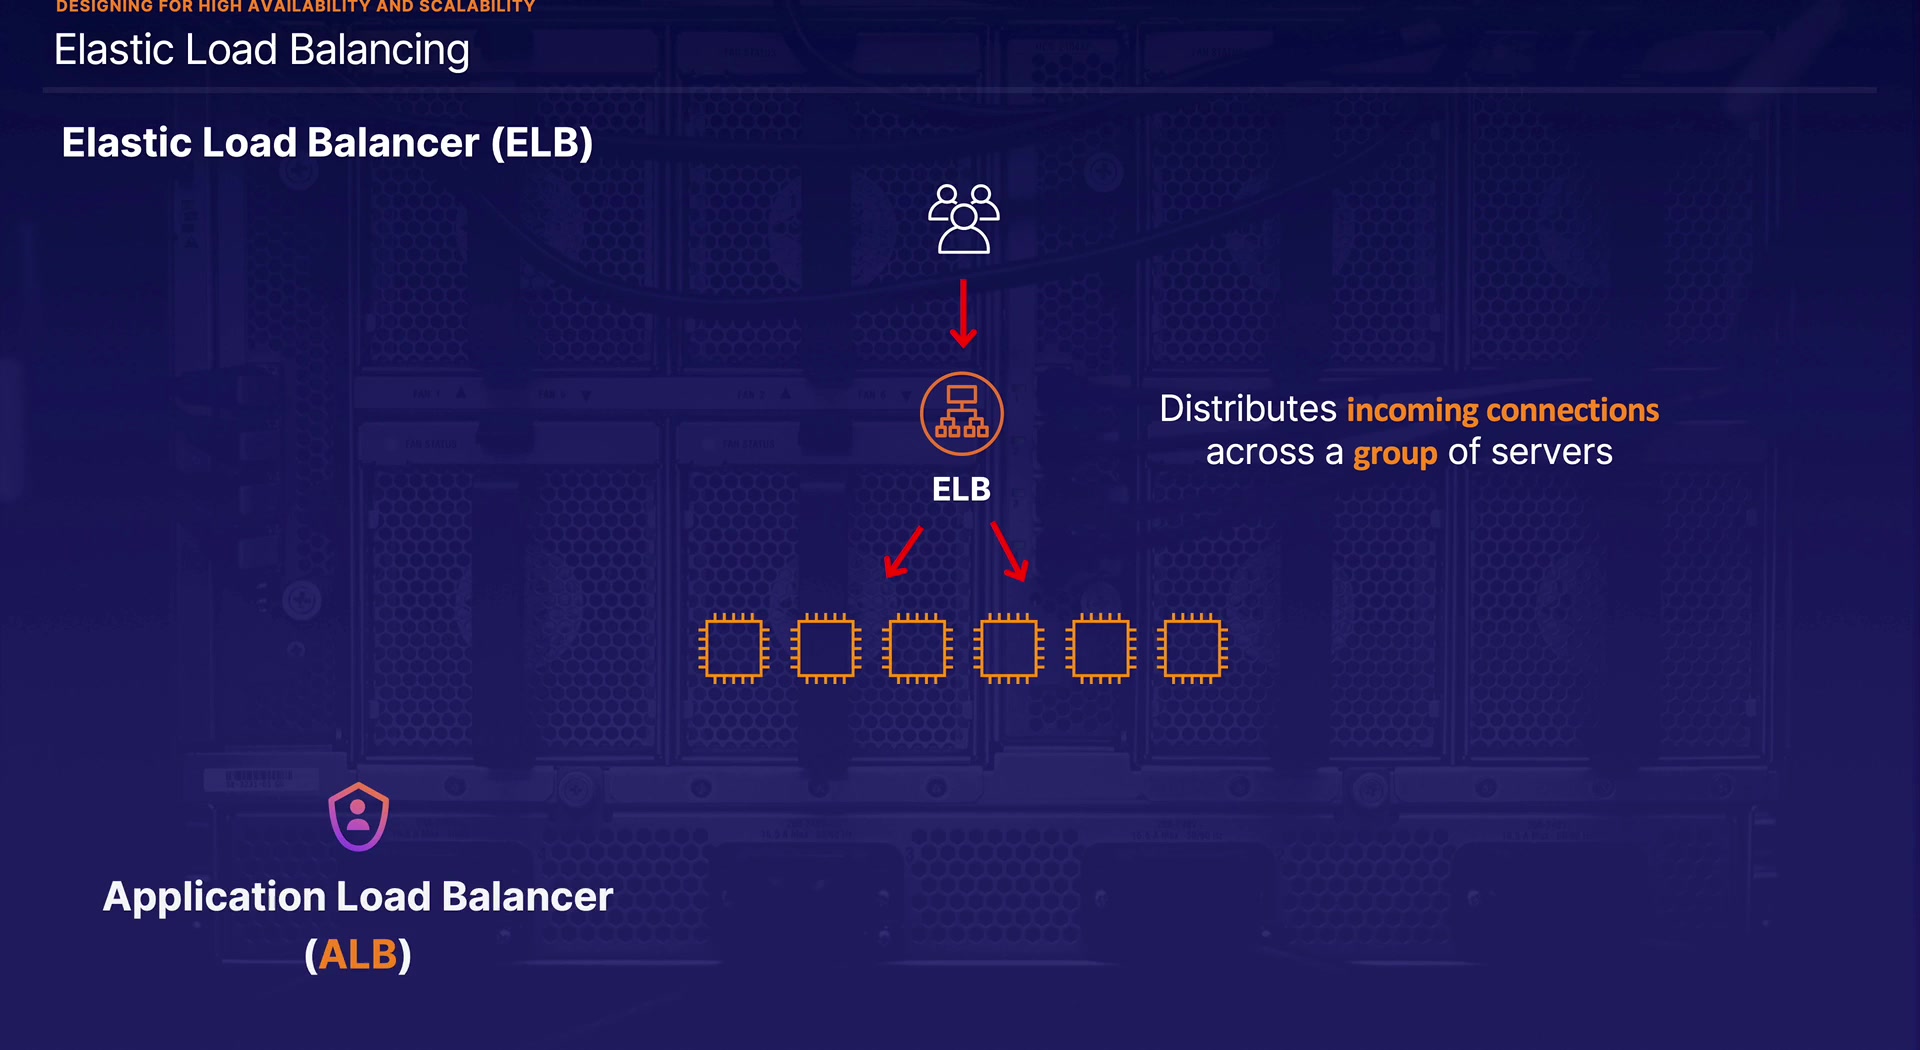 DESIGNING FOR HIGH AVAILABILITY AND SCALABILITY
Elastic Load Balancing
Elastic Load Balancer (ELB)
Distributes incoming connections
across a group of servers
ELB
Application Load Balancer
(ALB)